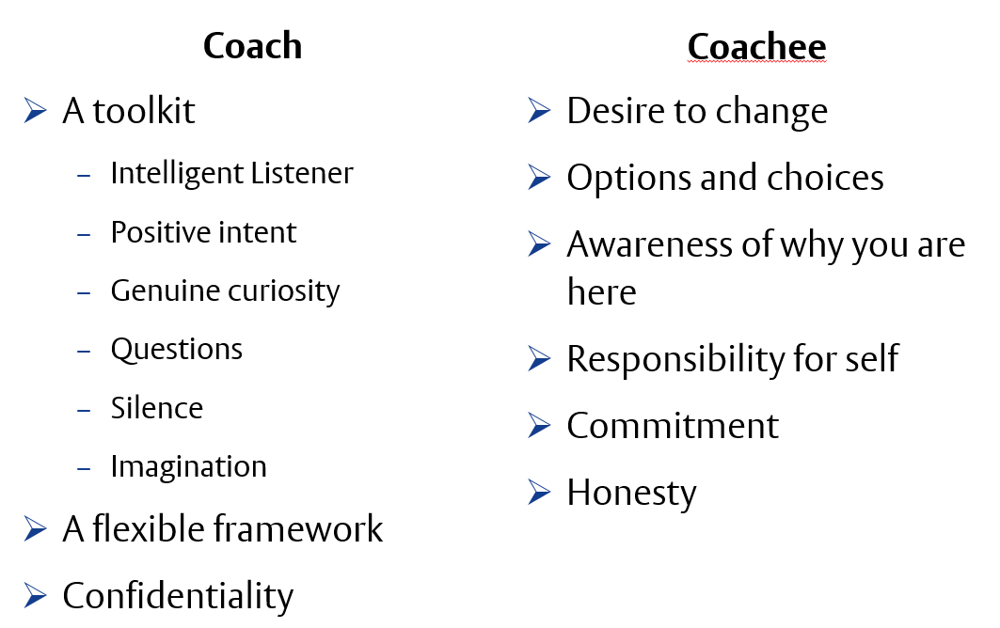 Coach
➢ A toolkit
– Intelligent Listener
– Positive intent
– Genuine curiosity
– Questions
– Silence
– Imagination
➢ A flexible framework
➢ Confidentiality
Coachee
➢ Desire to change
➢ Options and choices
➢ Awareness of why you are
here
➢ Responsibility for self
➢ Commitment
➢ Honesty